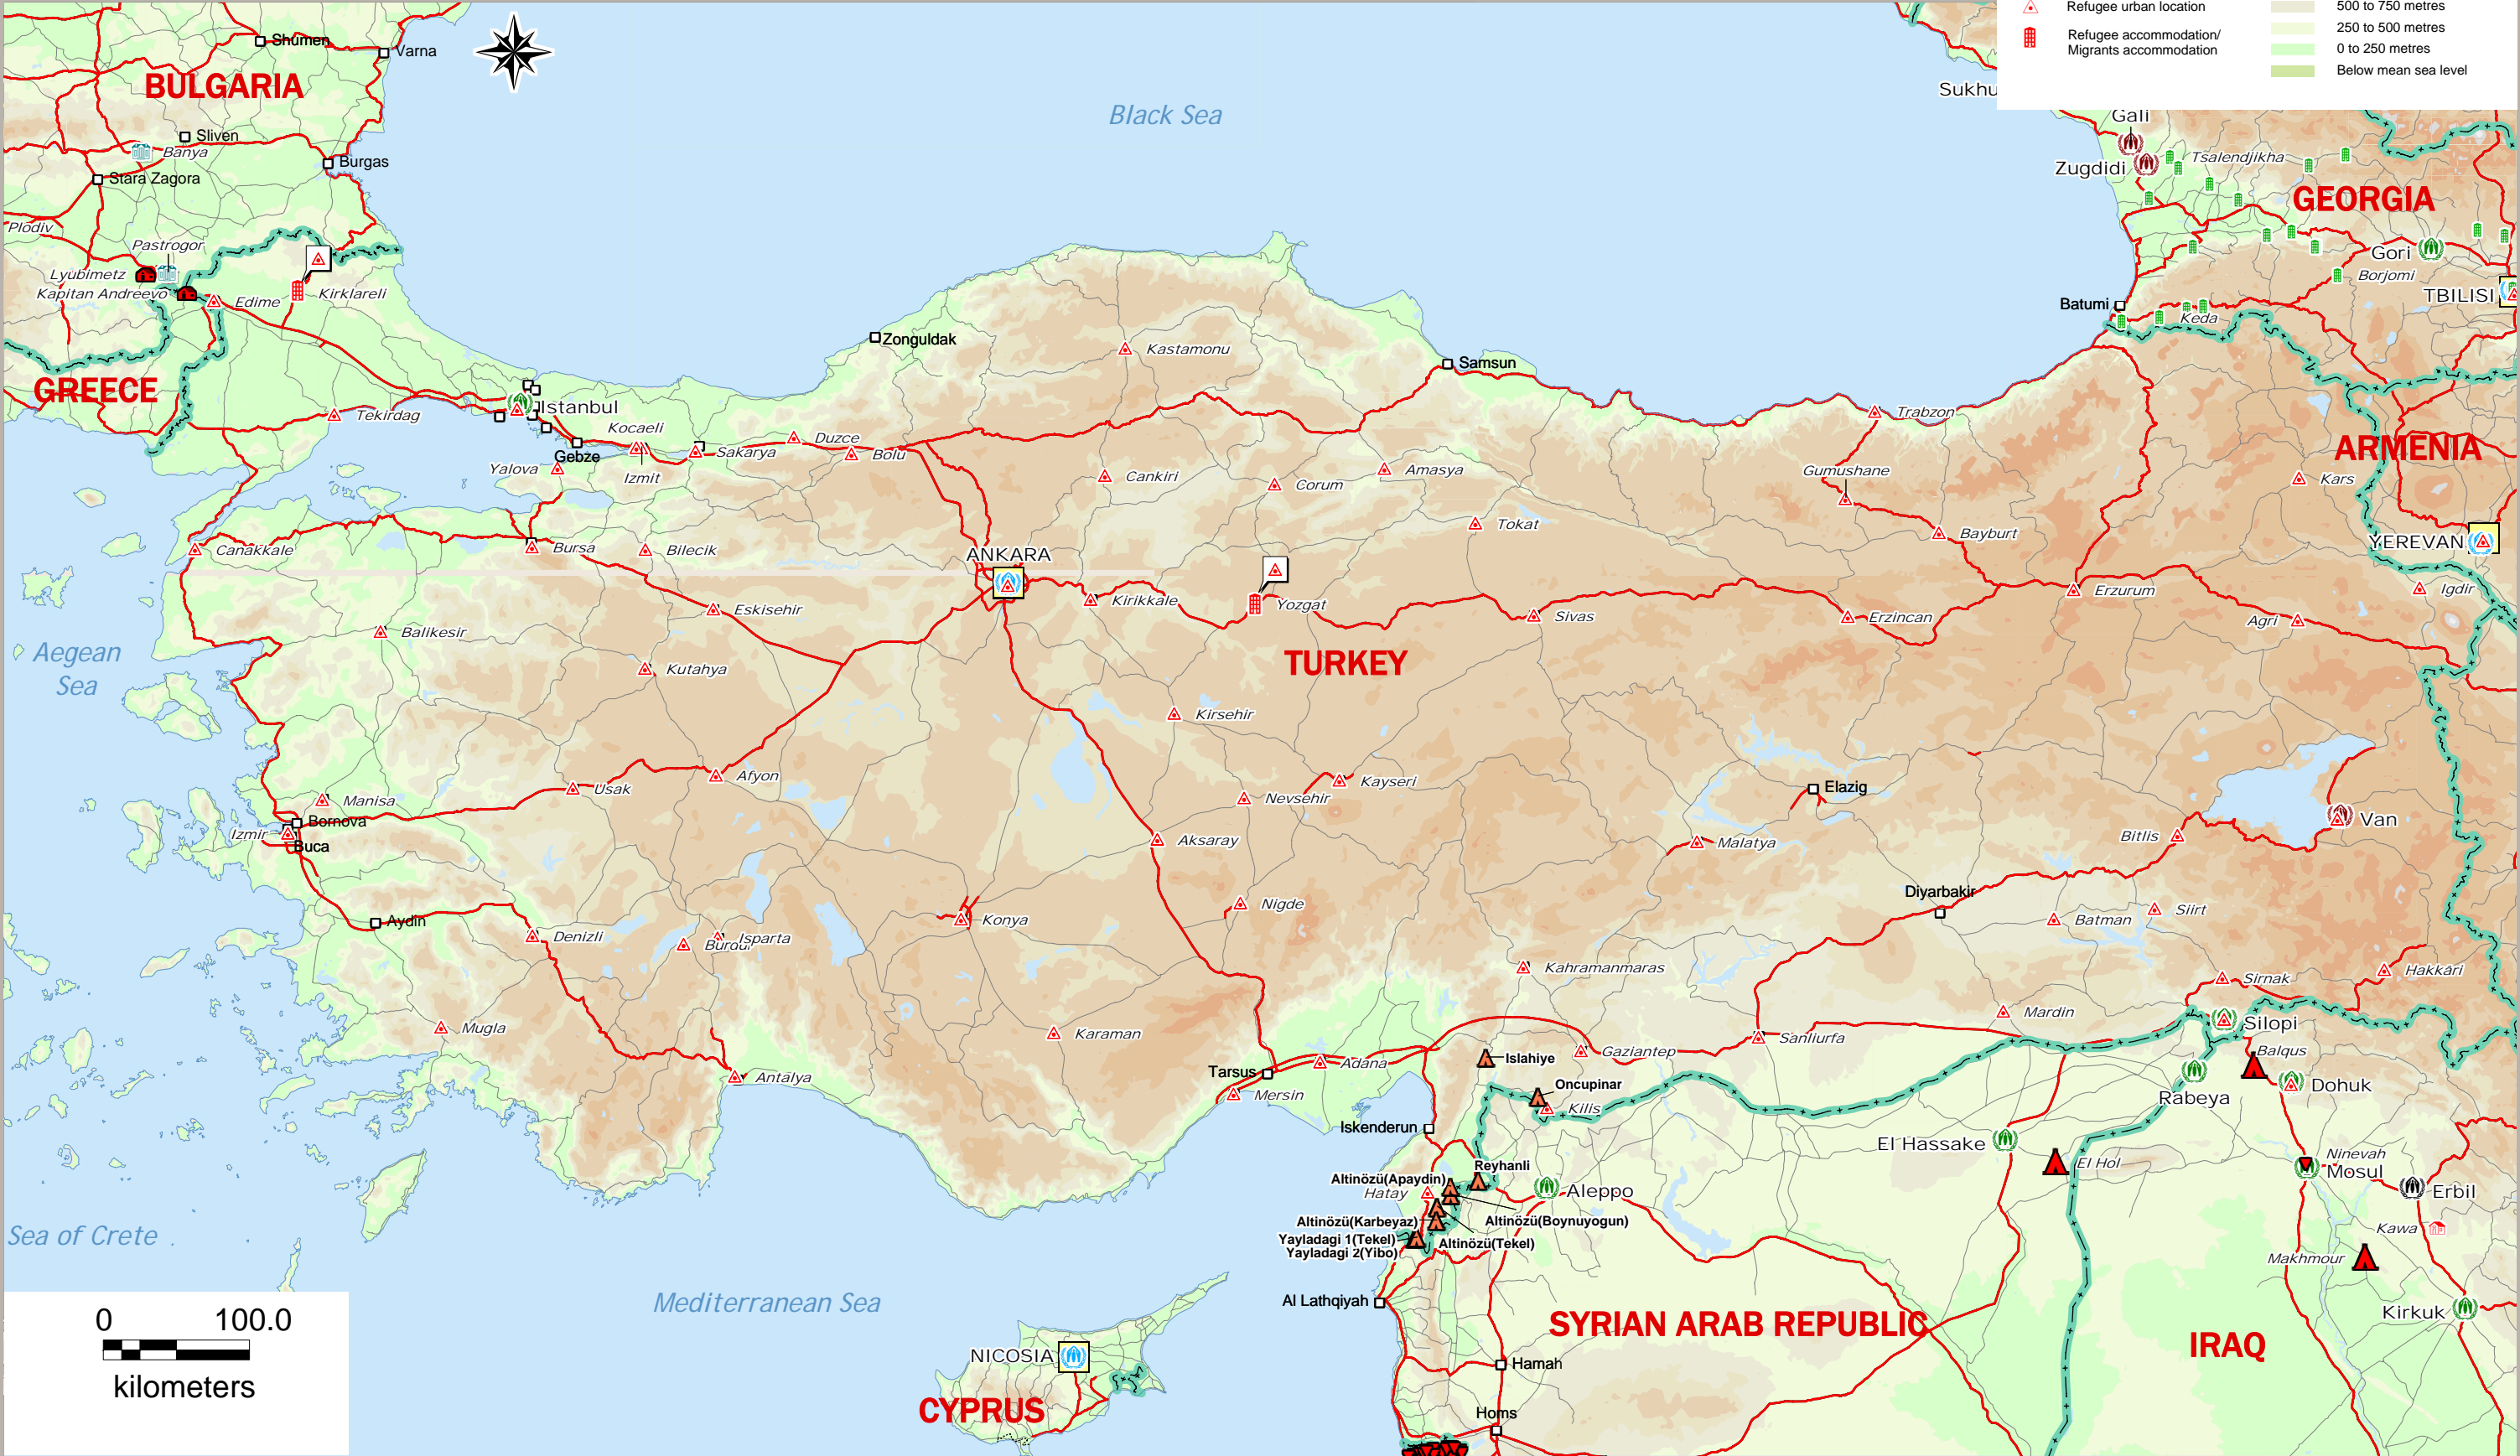 Refugee urban location
500 to 750 metres
Refugee accommodation/
Migrants accommodation
250 to 500 metres
0 to 250 metres
Below mean sea level
Shumen
Varna
BULGARIA
Black Sea
Sukhu
Gali
Sliven
Banya
Burgas
Stara Zagora
Tsalendjikha
Zugdidi
GEORGIA
Plodiv
Pastrogor
Lyubimetz
Kapitan Andreevo
Edirne
Kirklareli
Gori
Borjomi
TBILISI
Batumi
Keda
Zonguldak
Kastamonu
Samsun
GREECE
Istanbul
Tekirdag
Kocaeli
Trabzon
Duzce
Sakarya
Bolu
Gebze
Yalova
Izmit
ARMENIA
Cankiri
Corum
Amasya
Gumushane
Kars
Tokat
Bayburt
YEREVAN
Canakkale
Bursa
Bilecik
ANKARA
Eskisehir
Kirikkale
Yozgat
Sivas
Erzincan
Erzurum
Igdir
Agri
Balikesir
Aegean
Sea
Kutahya
TURKEY
Kirsehir
Afyon
Usak
Kayseri
Nevsehir
Elazig
Manisa
Bornova
Izmir
Buca
Aksaray
Malatya
Bitlis
Van
Diyarbakir
Nigde
Konya
Aydin
Denizli
Burdur
Isparta
Batman
Siirt
Kahramanmaras
Sirnak
Hakkari
Mugla
Karaman
Mardin
Silopi
Sanliurfa
Gaziantep
Islahiye
Balqus
Antalya
Tarsus
Adana
Mersin
Oncupinar
Kilis
Dohuk
Rabeya
Iskenderun
El Hassake
El Hol
Ninevah
Mosul
Reyhanli
Altinözü(Apaydin)
Hatay
Aleppo
Erbil
Altinözü(Karbeyaz)
Altinözü(Boynuyogun)
Kawa
Yayladagi 1(Tekel)
Altinözü(Tekel)
Yayladagi 2(Yibo)
Makhmour
Sea of Crete
Mediterranean Sea
Al Lathqiyah
SYRIAN ARAB REPUBLIC
Kirkuk
IRAQ
0 100.0
kilometers
NICOSIA
Hamah
CYPRUS
Homs